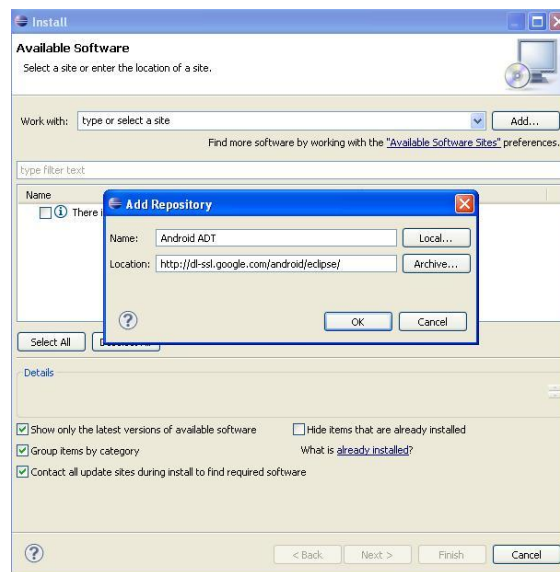 Install
Available Software
Select a site or enter the location of a site.
Work with: type or select a site Add...
Find more software by working with the "Available Software Sites" preferences.
type filter text
Name
There i
Add Repository
Name: Android ADT Local...
Location: http://dl-ssl.google.com/android/eclipse/ Archive...
? OK Cancel
Select All
Details
Show only the latest versions of available software Hide items that are already installed
Group items by category What is already installed?
Contact all update sites during install to find required software
? < Back Next > Finish Cancel